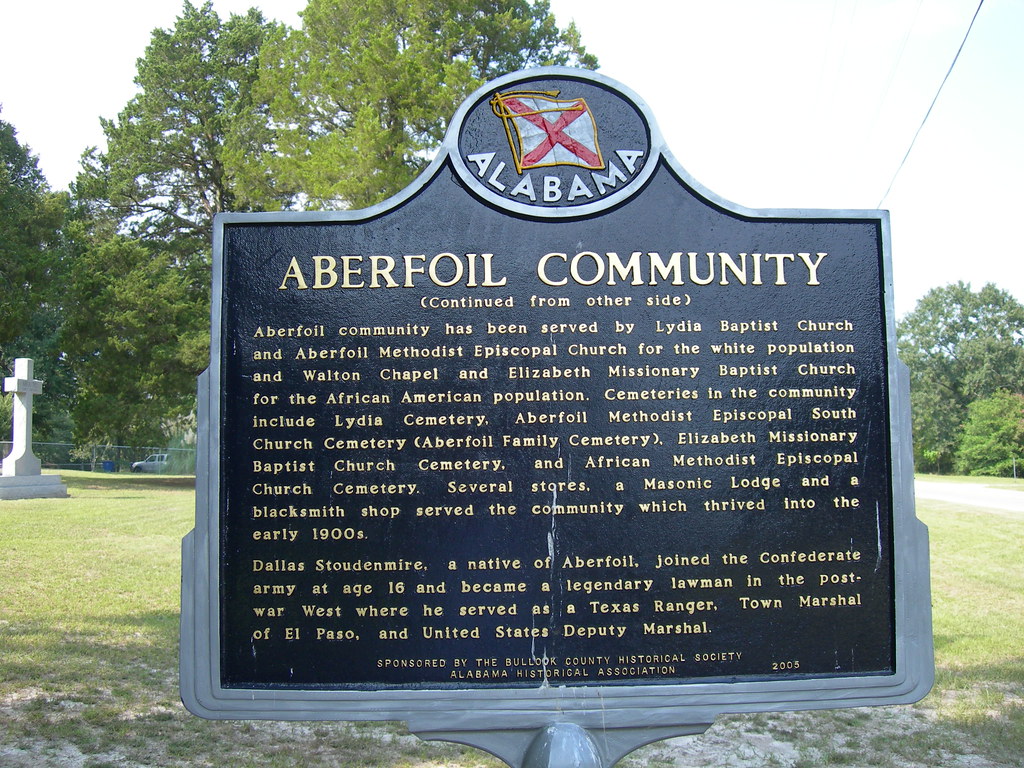 ALABAMA
ABERFOIL COMMUNITY
(Continued from other side)
Aberfoil community has been served by Lydia Baptist Church
and Aberfoil Methodist Episcopal Church for the white population
and Walton Chapel and Elizabeth Missionary Baptist Church
for the African American population. Cemeteries in the community
include Lydia Cemetery, Aberfoil Methodist Episcopal South
Church Cemetery (Aberfoil Family Cemetery), Elizabeth Missionary
Baptist Church Cemetery, and African Methodist Episcopal
Church Cemetery. Several stores, a Masonic Lodge and a
blacksmith shop served the community which thrived into the
early 1900s.
Dallas Stoudenmire, a native of Aberfoil, joined the Confederate
army at age 16 and became a legendary lawman in the post-
war West where he served as a Texas Ranger, Town Marshal
of El Paso, and United States Deputy Marshal.
SPONSORED BY THE BULLOCK COUNTY HISTORICAL SOCIETY
ALABAMA HISTORICAL ASSOCIATION 2005